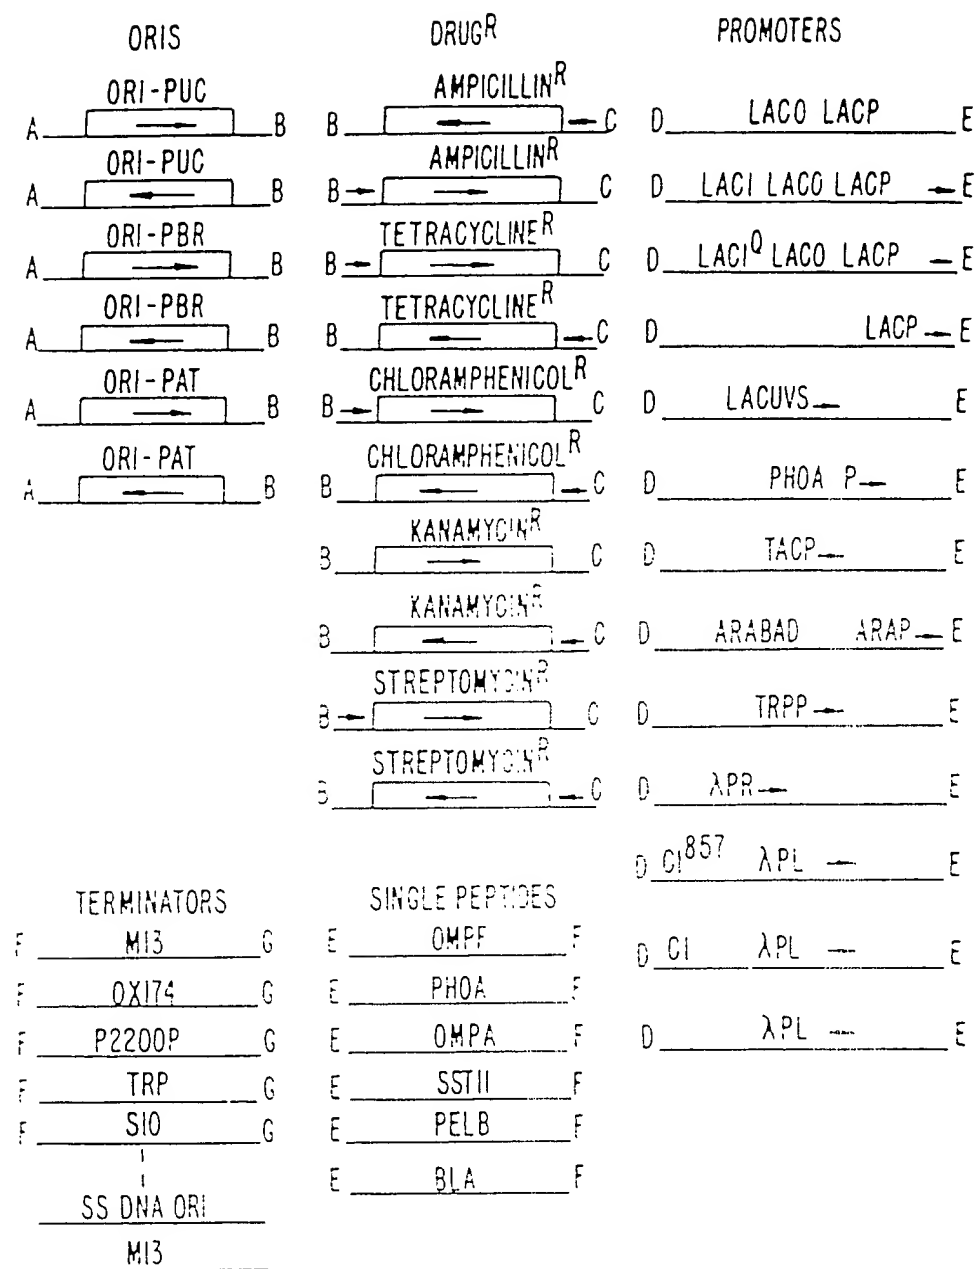 ORIS
A ORI-PUC B
A ORI-PUC B
A ORI-PBR B
A ORI-PBR B
A ORI-PAT B
A ORI-PAT B
DRUGR
B AMPICILLINR C
B AMPICILLINR C
B TETRACYCLINER C
B TETRACYCLINER C
B CHLORAMPHENICOLR C
B CHLORAMPHENICOLR C
B KANAMYCINR C
B KANAMYCINR C
B STREPTOMYCINR C
B STREPTOMYCINR C
PROMOTERS
D LACO LACP E
D LACI LACO LACP E
D LACIQ LACO LACP E
D LACP E
D LACUVS E
D PHOA P E
D TACP E
D ARABAD ARAP E
D TRPP E
D λPR E
D CI857 λPL E
D CI λPL E
D λPL E
TERMINATORS
F M13 G
F OX174 G
F P2200P G
F TRP G
F S10 G
SS DNA ORI
M13
SINGLE PEPTIDES
E OMPF F
E PHOA F
E OMPA F
E SSTII F
E PELB F
E BLA F